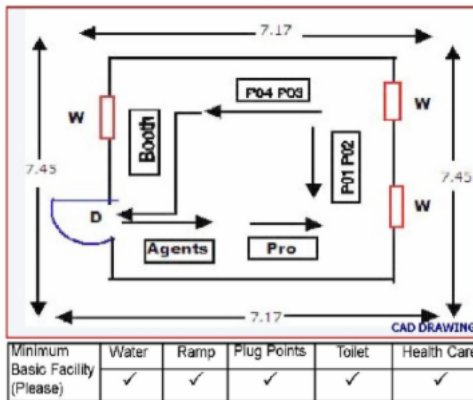 7.17
P04 P03
W
W
Booth
P01 P02
7.45
7.45
W
D
Agents
Pro
7.17
CAD DRAWING
Minimum Basic Facility (Please)
Water
Ramp
Plug Points
Toilet
Health Care
✓ ✓ ✓ ✓ ✓